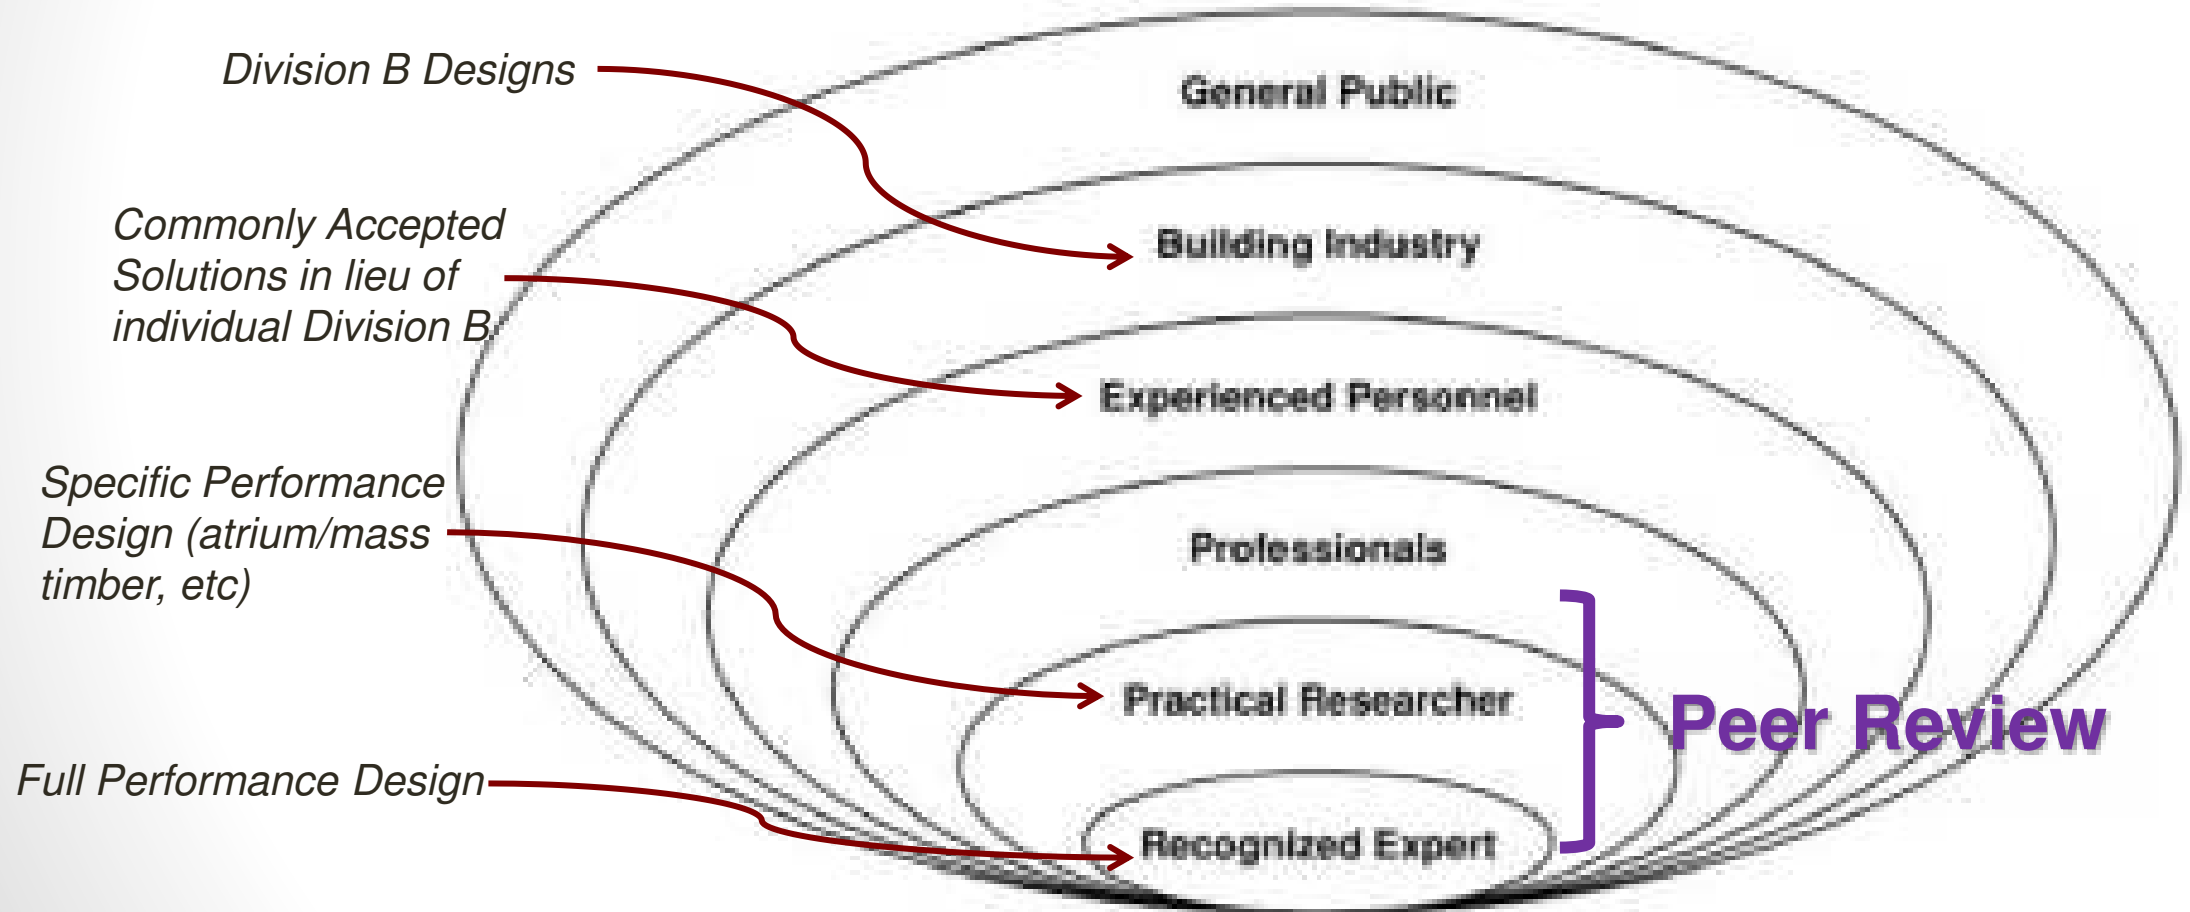 Division B Designs
General Public
Commonly Accepted
Solutions in lieu of
individual Division B
Building Industry
Experienced Personnel
Specific Performance
Design (atrium/mass
timber, etc)
Professionals
Practical Researcher
Peer Review
Full Performance Design
Recognized Expert